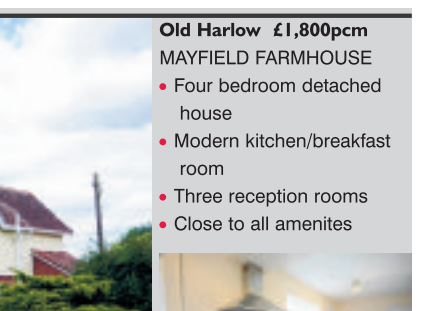 Old Harlow £1,800pcm
MAYFIELD FARMHOUSE
• Four bedroom detached
house
• Modern kitchen/breakfast
room
• Three reception rooms
• Close to all amenites